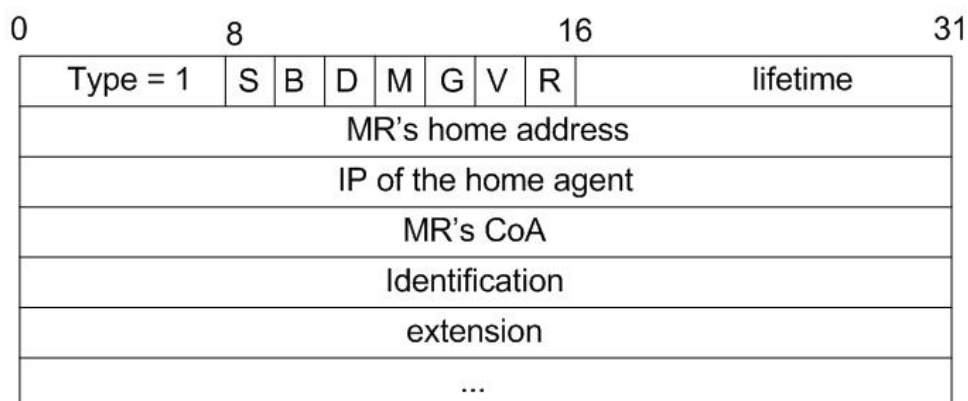 0 8 16 31
Type = 1 S B D M G V R lifetime
MR's home address
IP of the home agent
MR's CoA
Identification
extension
...